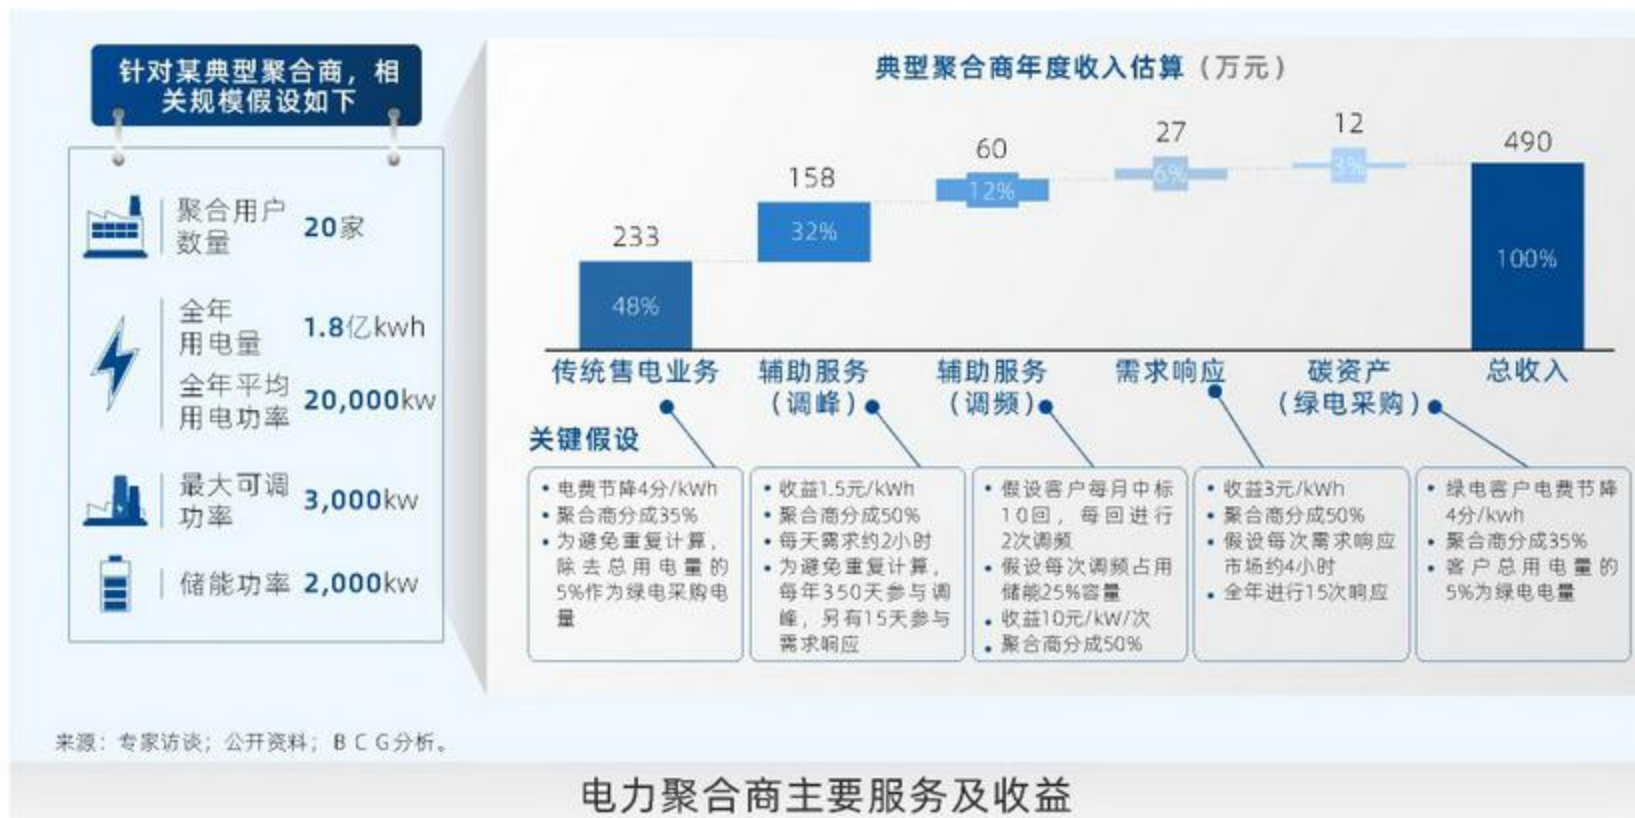 针对某典型聚合商，相
关规模假设如下
聚合用户
数量
20家
全年
用电量
1.8亿kwh
全年平均
用电功率
20,000kw
最大可调
功率
3,000kw
储能功率
2,000kw
典型聚合商年度收入估算（万元）
233
158
60
27
12
490
48%
32%
12%
6%
3%
100%
传统售电业务
辅助服务
（调峰）
辅助服务
（调频）
需求响应
碳资产
（绿电采购）
总收入
关键假设
• 电费节降4分/kWh
• 聚合商分成35%
• 为避免重复计算，
除去总用电量的
5%作为绿电采购电
量
• 收益1.5元/kWh
• 聚合商分成50%
• 每天需求约2小时
• 为避免重复计算，
每年350天参与调
峰，另有15天参与
需求响应
• 假设客户每月中标
10回，每回进行
2次调频
• 假设每次调频占用
储能25%容量
• 收益10元/kW/次
• 聚合商分成50%
• 收益3元/kWh
• 聚合商分成50%
• 假设每次需求响应
市场约4小时
• 全年进行15次响应
• 绿电客户电费节降
4分/kwh
• 聚合商分成35%
• 客户总用电量的
5%为绿电电量
来源：专家访谈；公开资料；BCG分析。
电力聚合商主要服务及收益